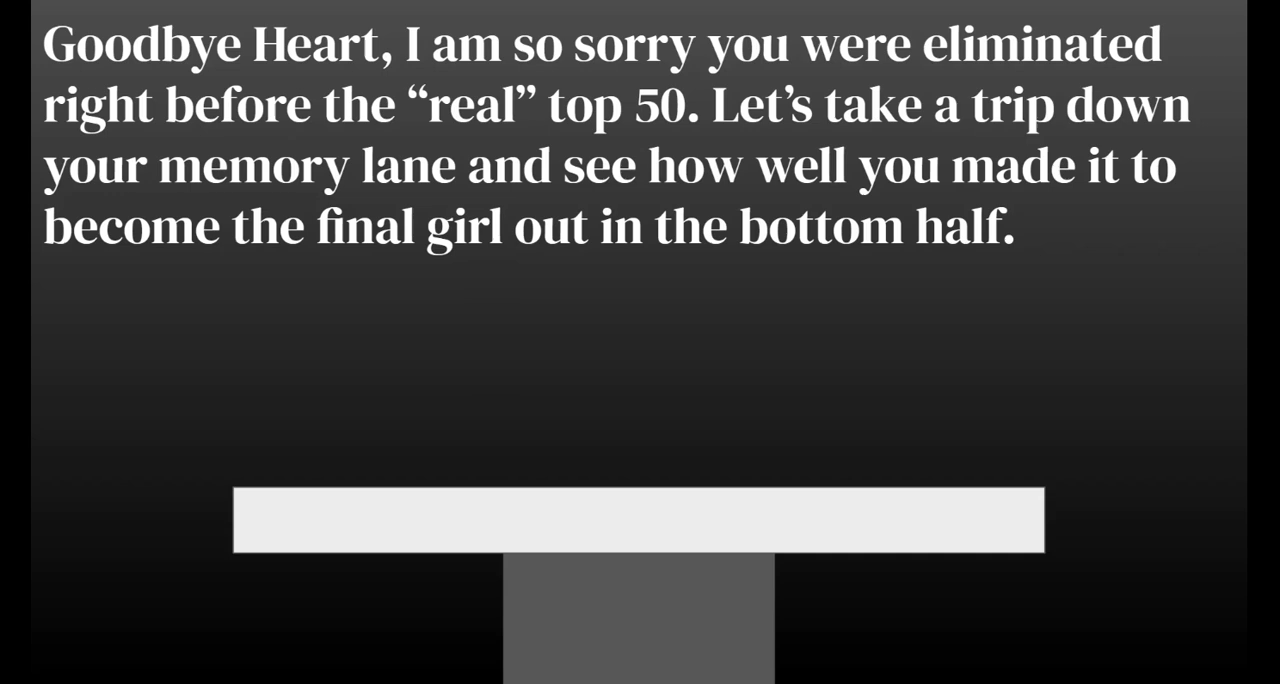 Goodbye Heart, I am so sorry you were eliminated
right before the “real” top 50. Let’s take a trip down
your memory lane and see how well you made it to
become the final girl out in the bottom half.